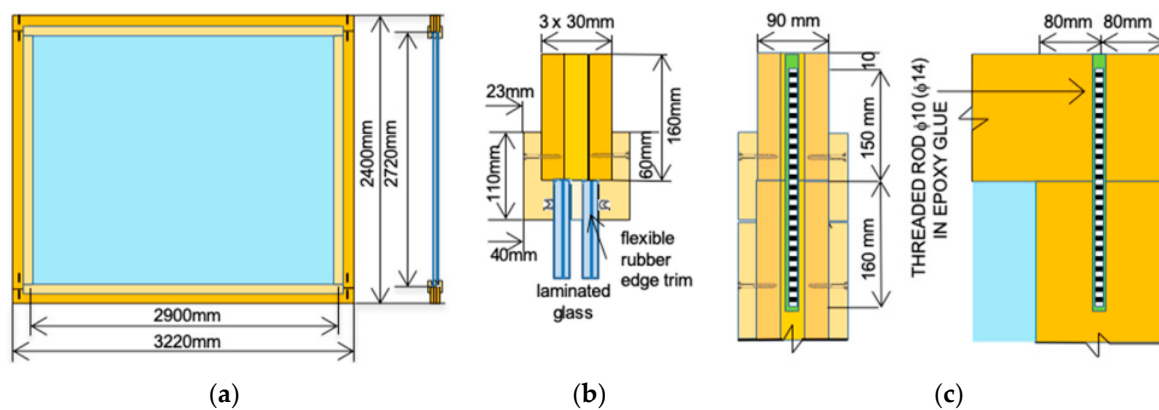 2400mm
2720mm
2900mm
3220mm
(a)
3 x 30mm
23mm
160mm
60mm
110mm
40mm
flexible
rubber
edge trim
laminated
glass
(b)
90 mm
10
150 mm
160 mm
80mm
80mm
THREADED ROD ϕ10 (ϕ14)
IN EPOXY GLUE
(c)